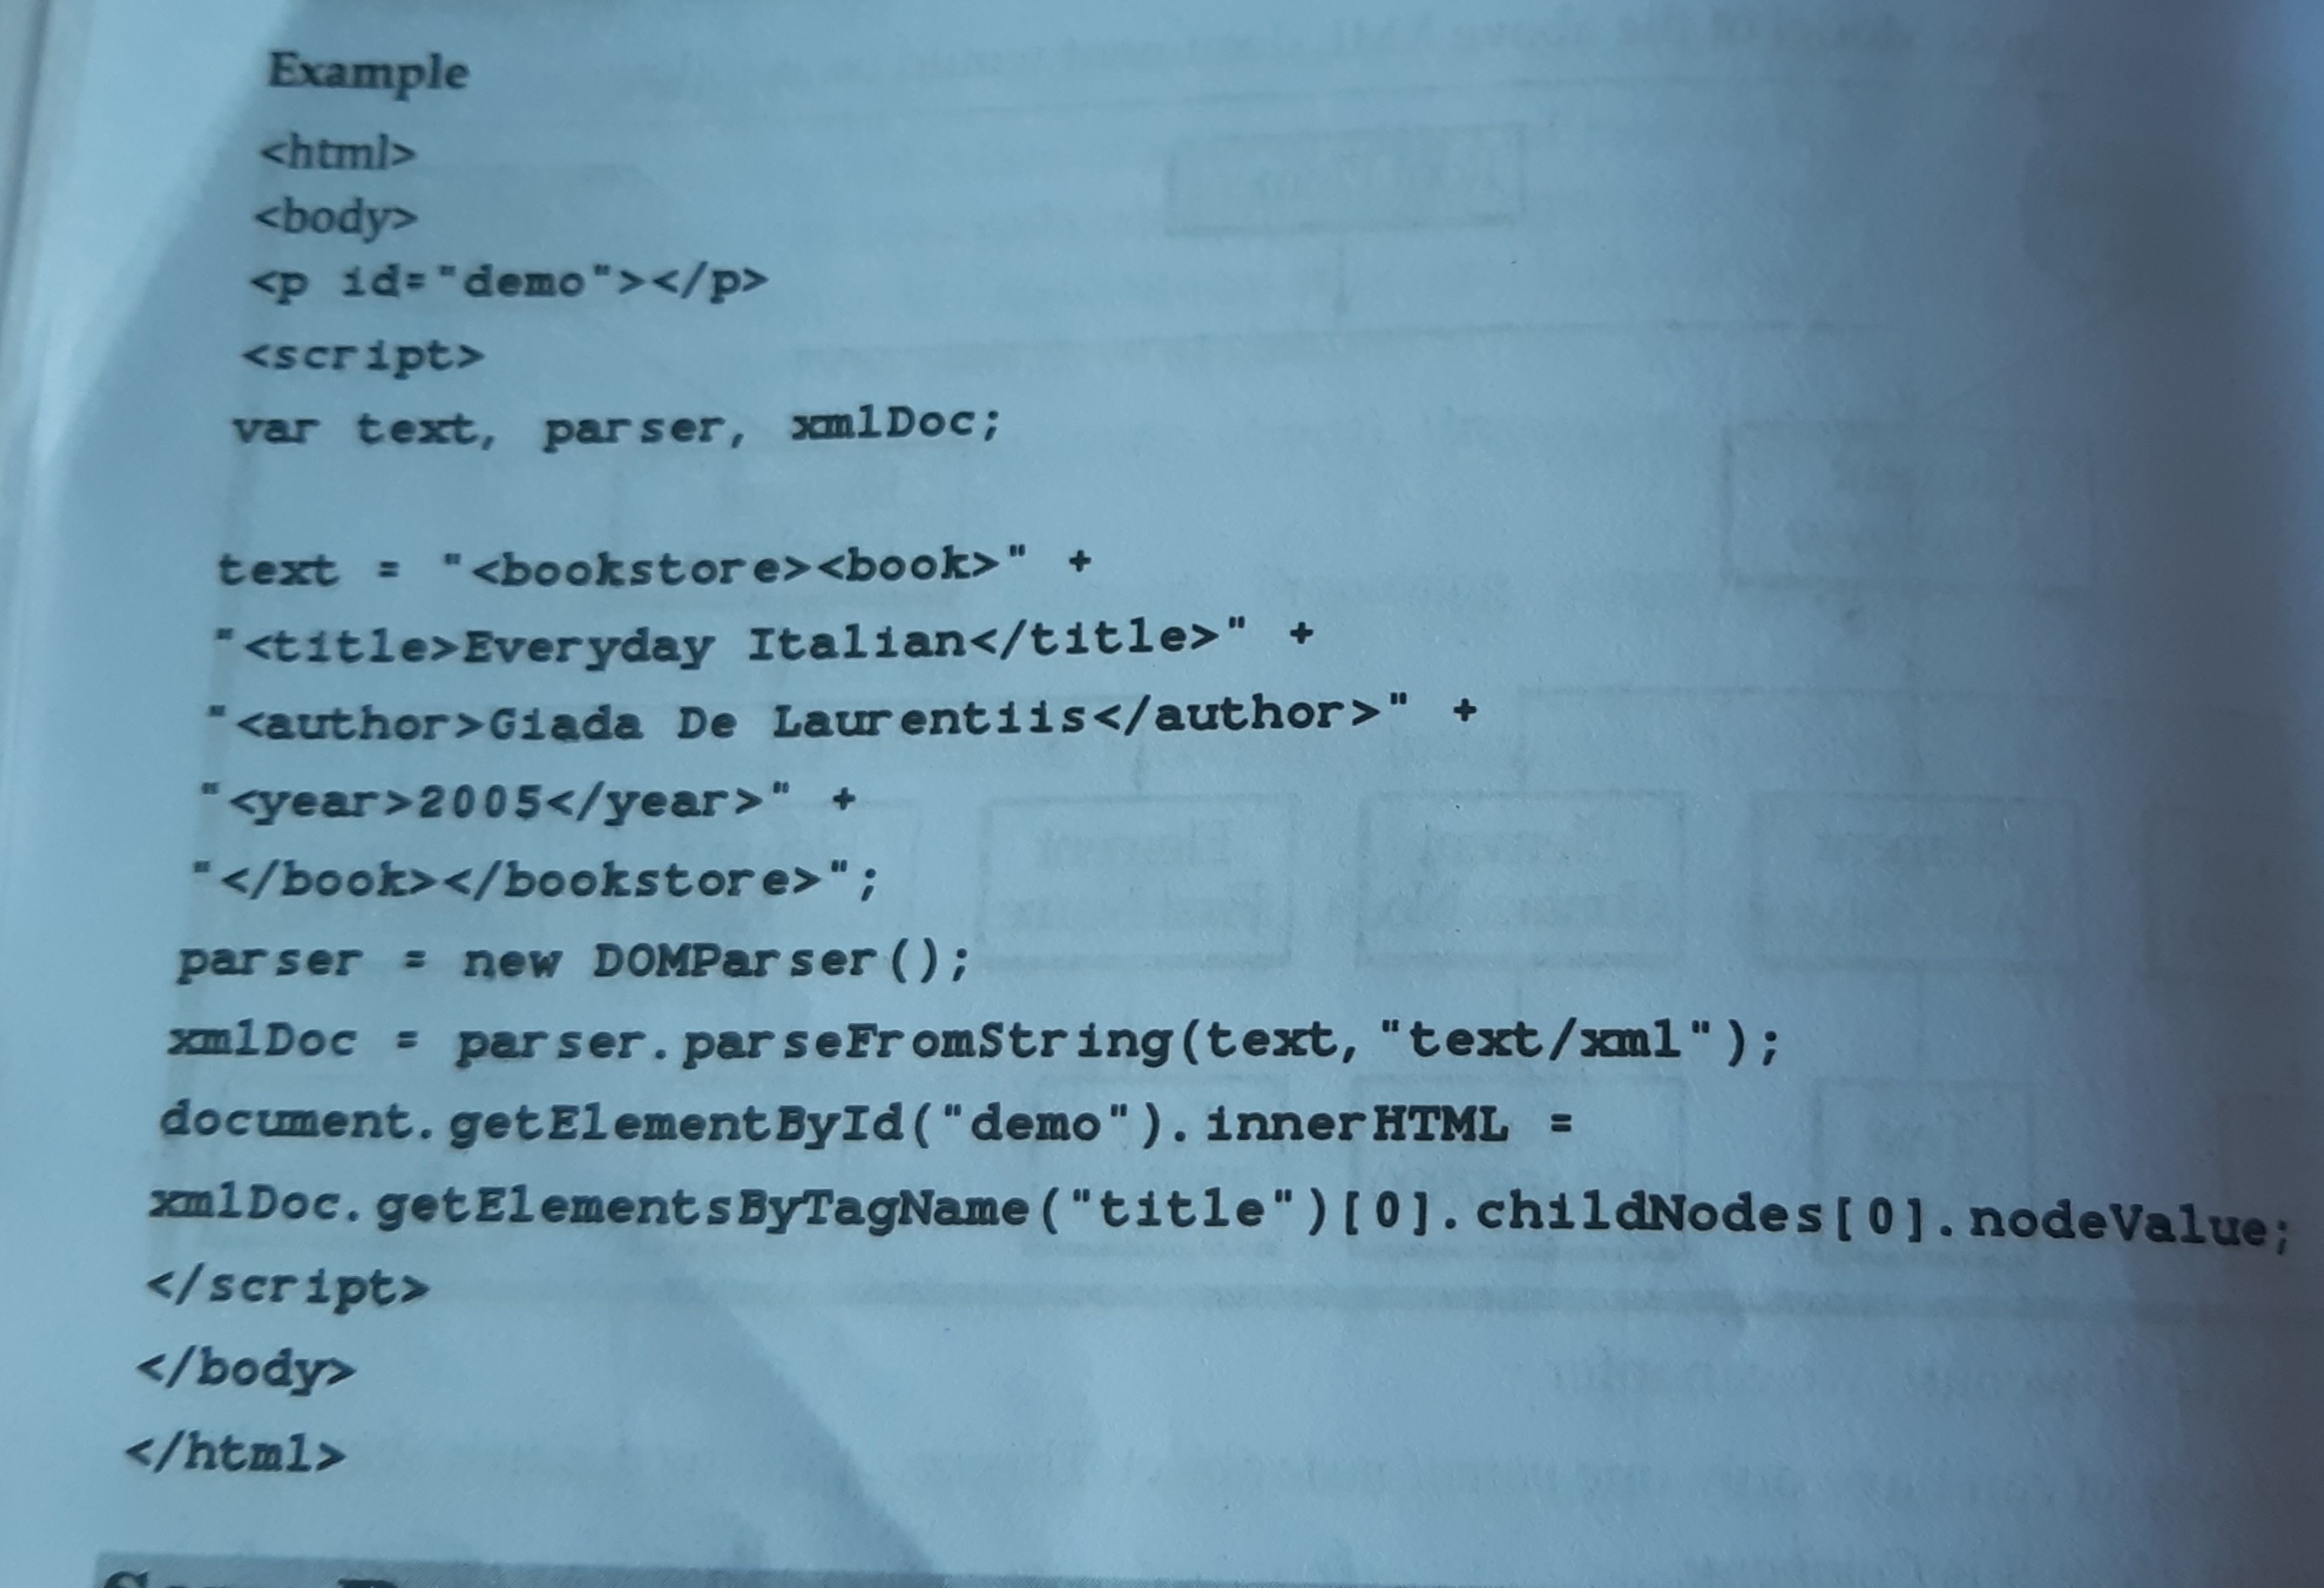 Example
<html>
<body>
<p id="demo"></p>
<script>
var text, parser, xmlDoc;
text = "<bookstore><book>" +
"<title>Everyday Italian</title>" +
"<author>Giada De Laurentiis</author>" +
"<year>2005</year>" +
"</book></bookstore>";
parser = new DOMParser();
xmlDoc = parser.parseFromString(text,"text/xml");
document.getElementById("demo").innerHTML =
xmlDoc.getElementsByTagName("title")[0].childNodes[0].nodeValue;
</script>
</body>
</html>